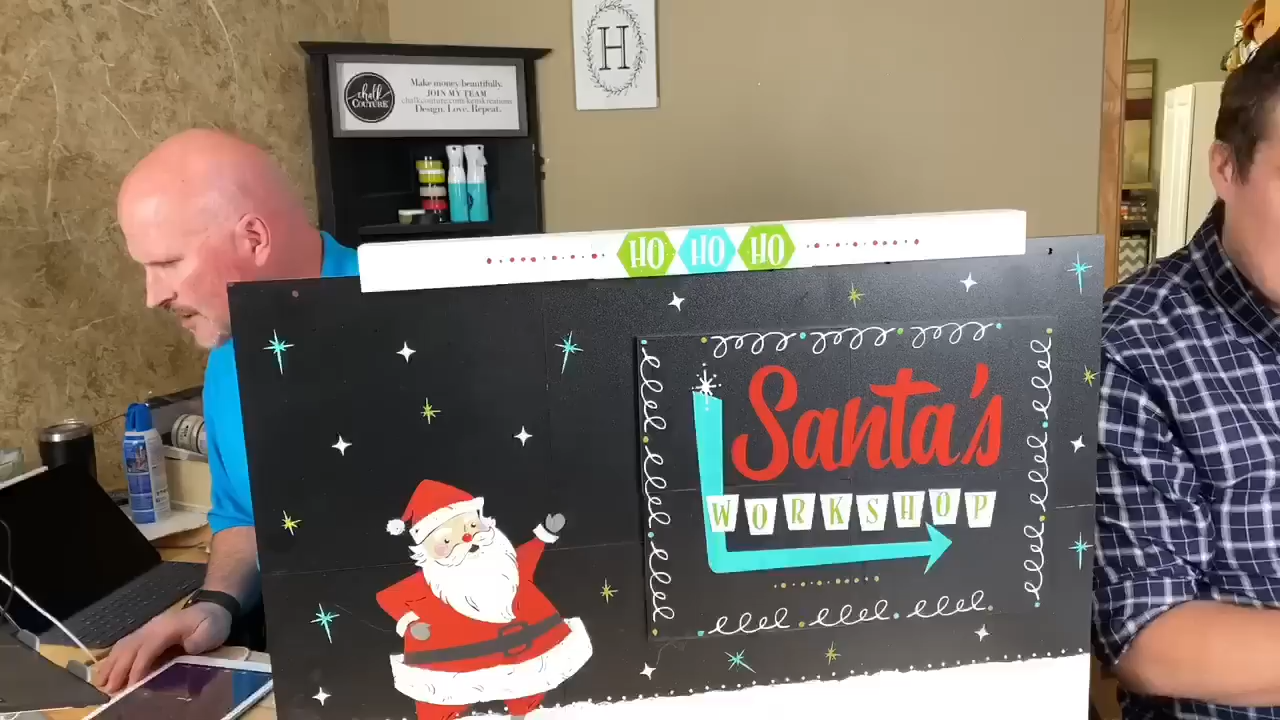 H
chalk
COUTURE
Make money beautifully.
JOIN MY TEAM
Design. Love. Repeat.
HO HO HO
Santa's
WORKSHOP